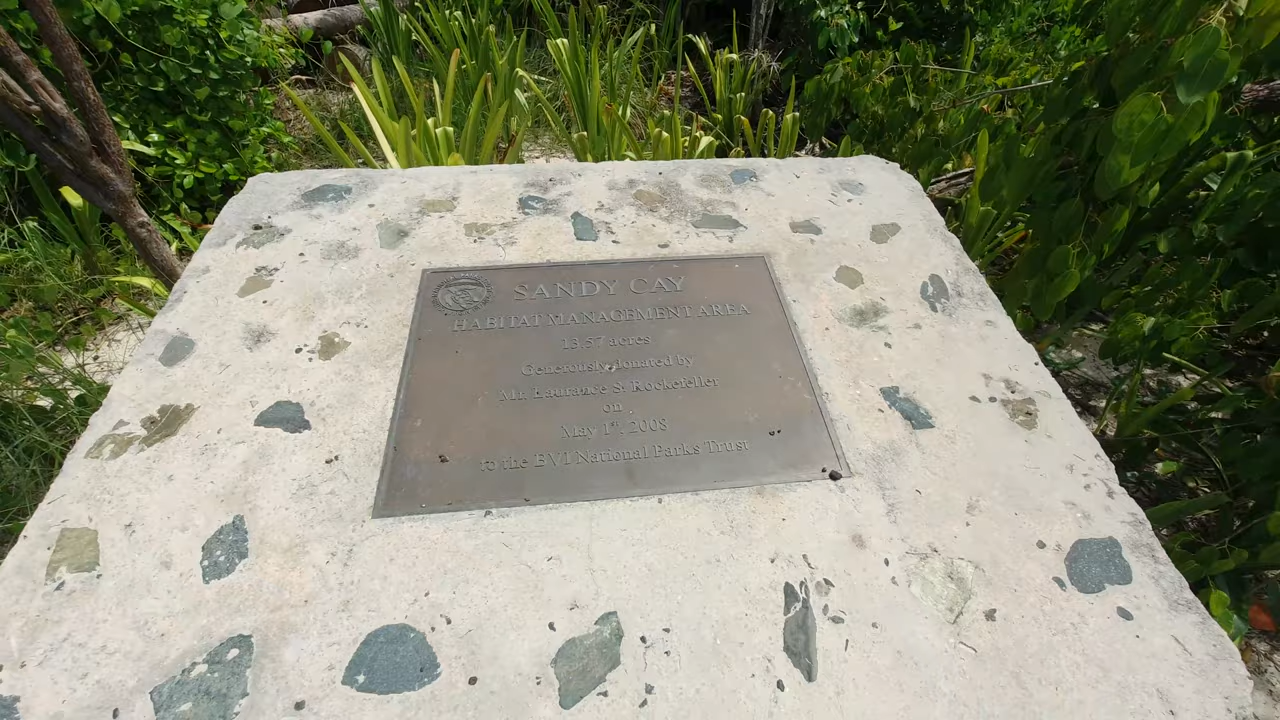 SANDY CAY
HABITAT MANAGEMENT AREA
13.57 acres
Generously donated by
Mr. Laurance S. Rockefeller
on
May 1st, 2008
to the BVI National Parks Trust